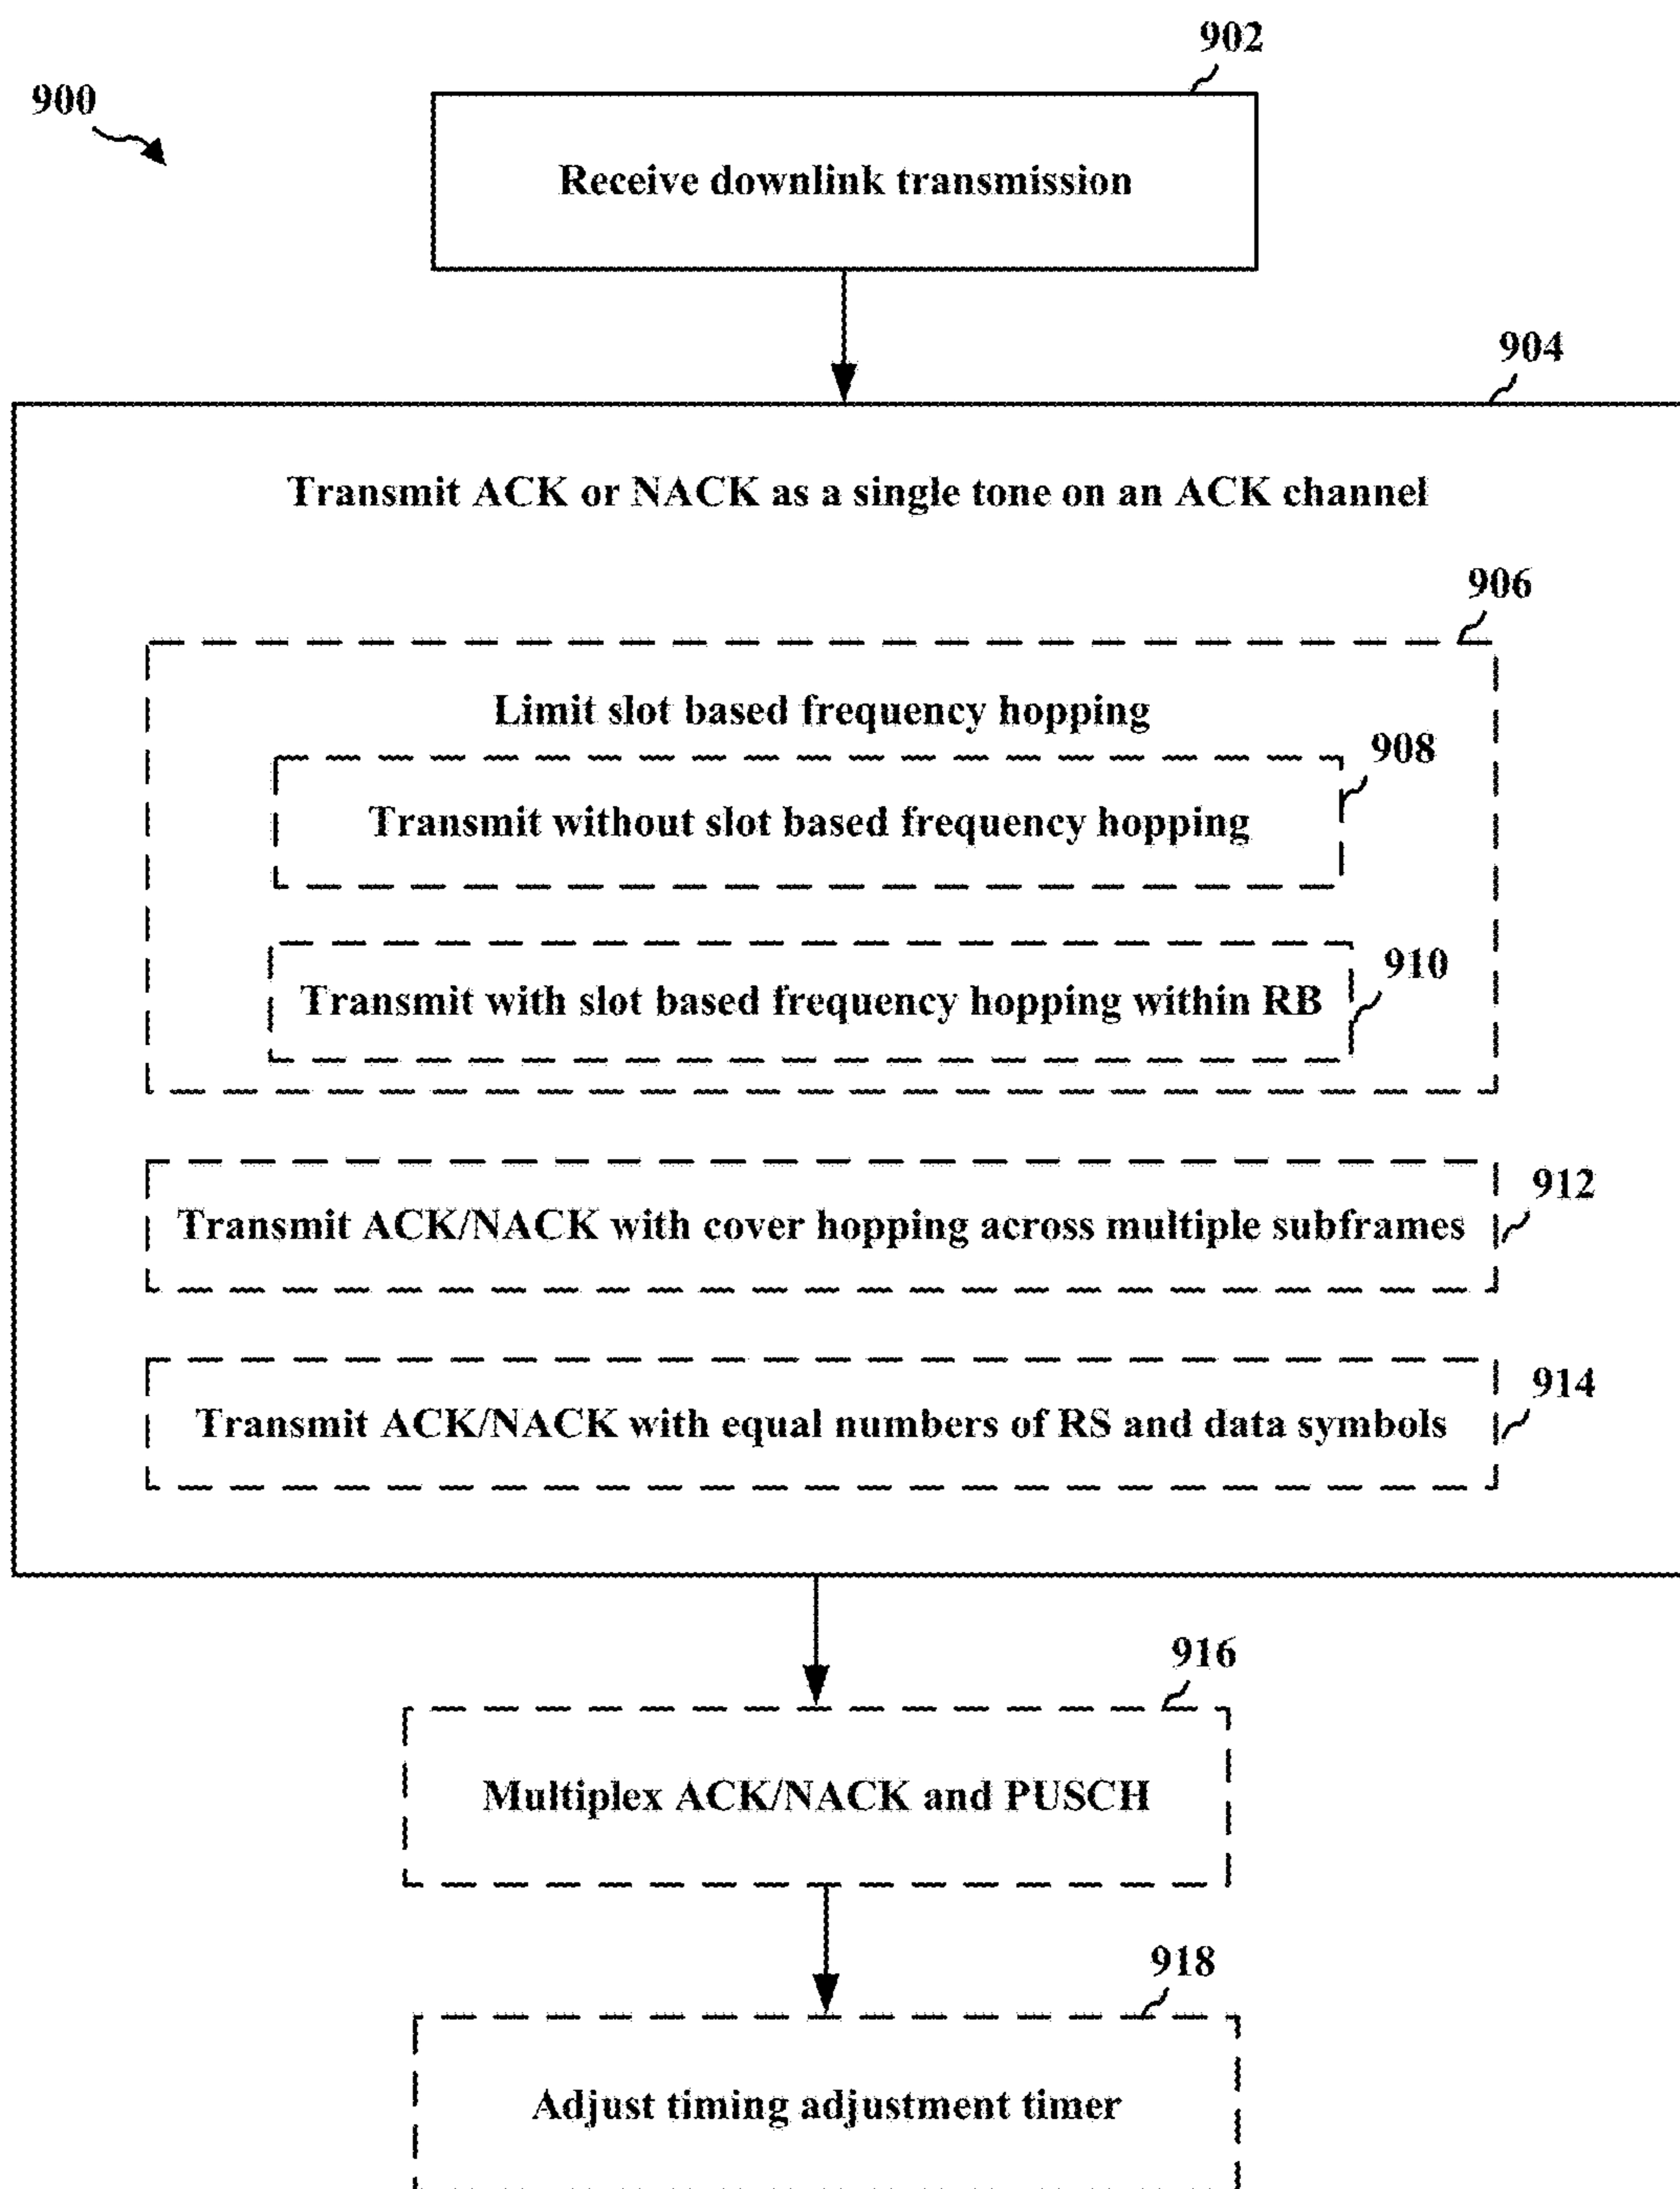 902
900
Receive downlink transmission
904
Transmit ACK or NACK as a single tone on an ACK channel
906
Limit slot based frequency hopping
908
Transmit without slot based frequency hopping
910
Transmit with slot based frequency hopping within RB
912
Transmit ACK/NACK with cover hopping across multiple subframes
914
Transmit ACK/NACK with equal numbers of RS and data symbols
916
Multiplex ACK/NACK and PUSCH
918
Adjust timing adjustment timer